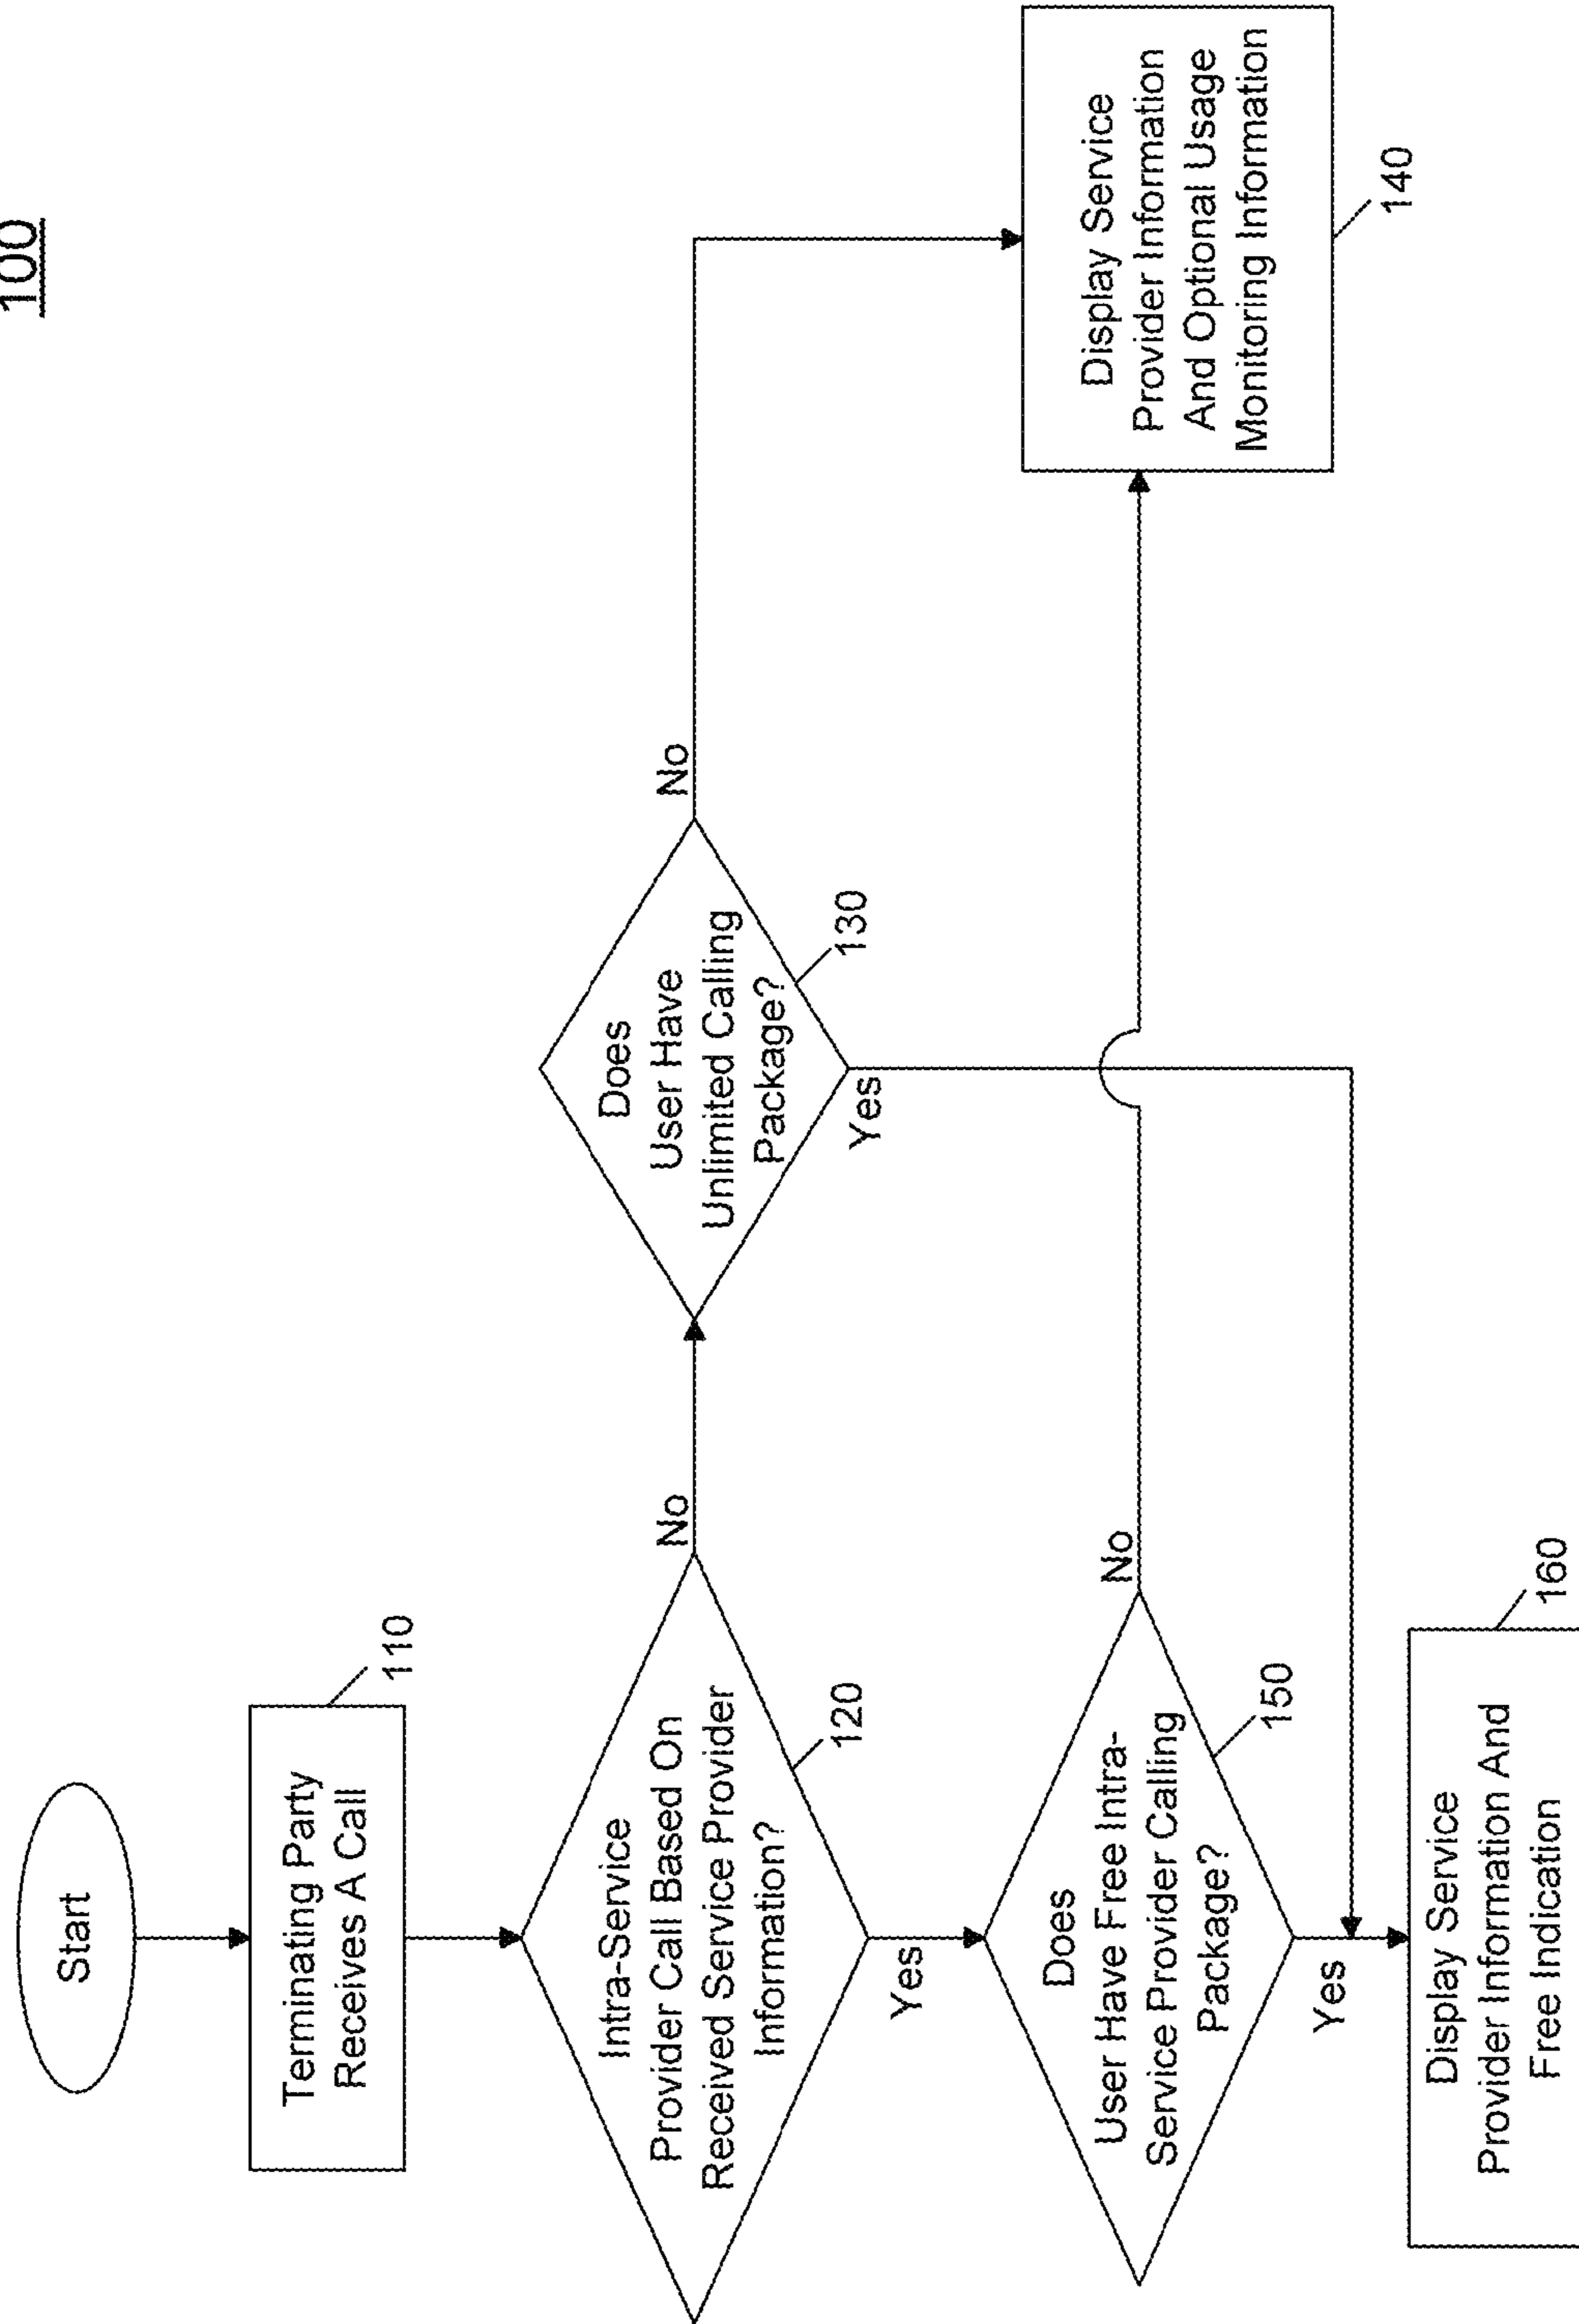 100
Start
Terminating Party
Receives A Call
110
Intra-Service
Provider Call Based On
Received Service Provider
Information?
120
No
Yes
Does
User Have
Unlimited Calling
Package?
130
No
Yes
Display Service
Provider Information
And Optional Usage
Monitoring Information
140
Does
User Have Free Intra-
Service Provider Calling
Package?
150
No
Yes
Display Service
Provider Information And
Free Indication
160